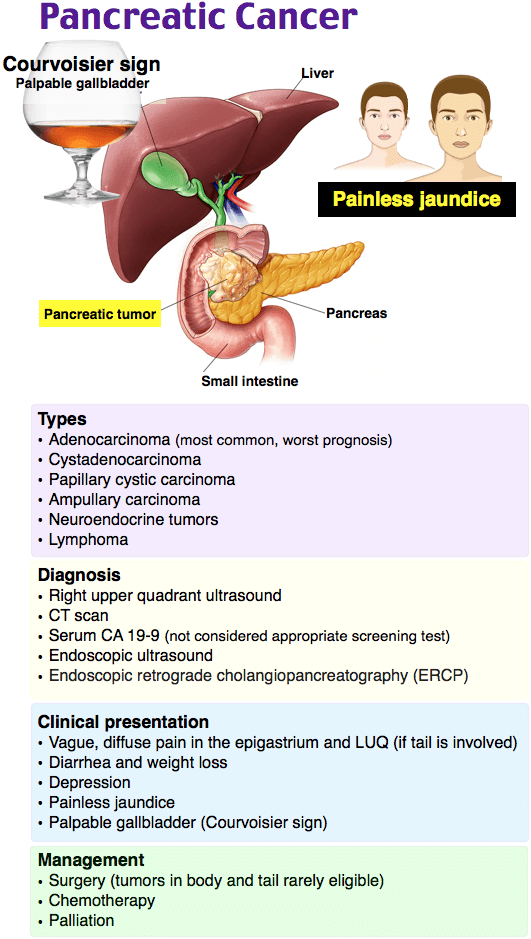 Pancreatic Cancer
Courvoisier sign
Palpable gallbladder
Liver
Painless jaundice
Pancreatic tumor
Pancreas
Small intestine
Types
• Adenocarcinoma (most common, worst prognosis)
• Cystadenocarcinoma
• Papillary cystic carcinoma
• Ampullary carcinoma
• Neuroendocrine tumors
• Lymphoma
Diagnosis
• Right upper quadrant ultrasound
• CT scan
• Serum CA 19-9 (not considered appropriate screening test)
• Endoscopic ultrasound
• Endoscopic retrograde cholangiopancreatography (ERCP)
Clinical presentation
• Vague, diffuse pain in the epigastrium and LUQ (if tail is involved)
• Diarrhea and weight loss
• Depression
• Painless jaundice
• Palpable gallbladder (Courvoisier sign)
Management
• Surgery (tumors in body and tail rarely eligible)
• Chemotherapy
• Palliation